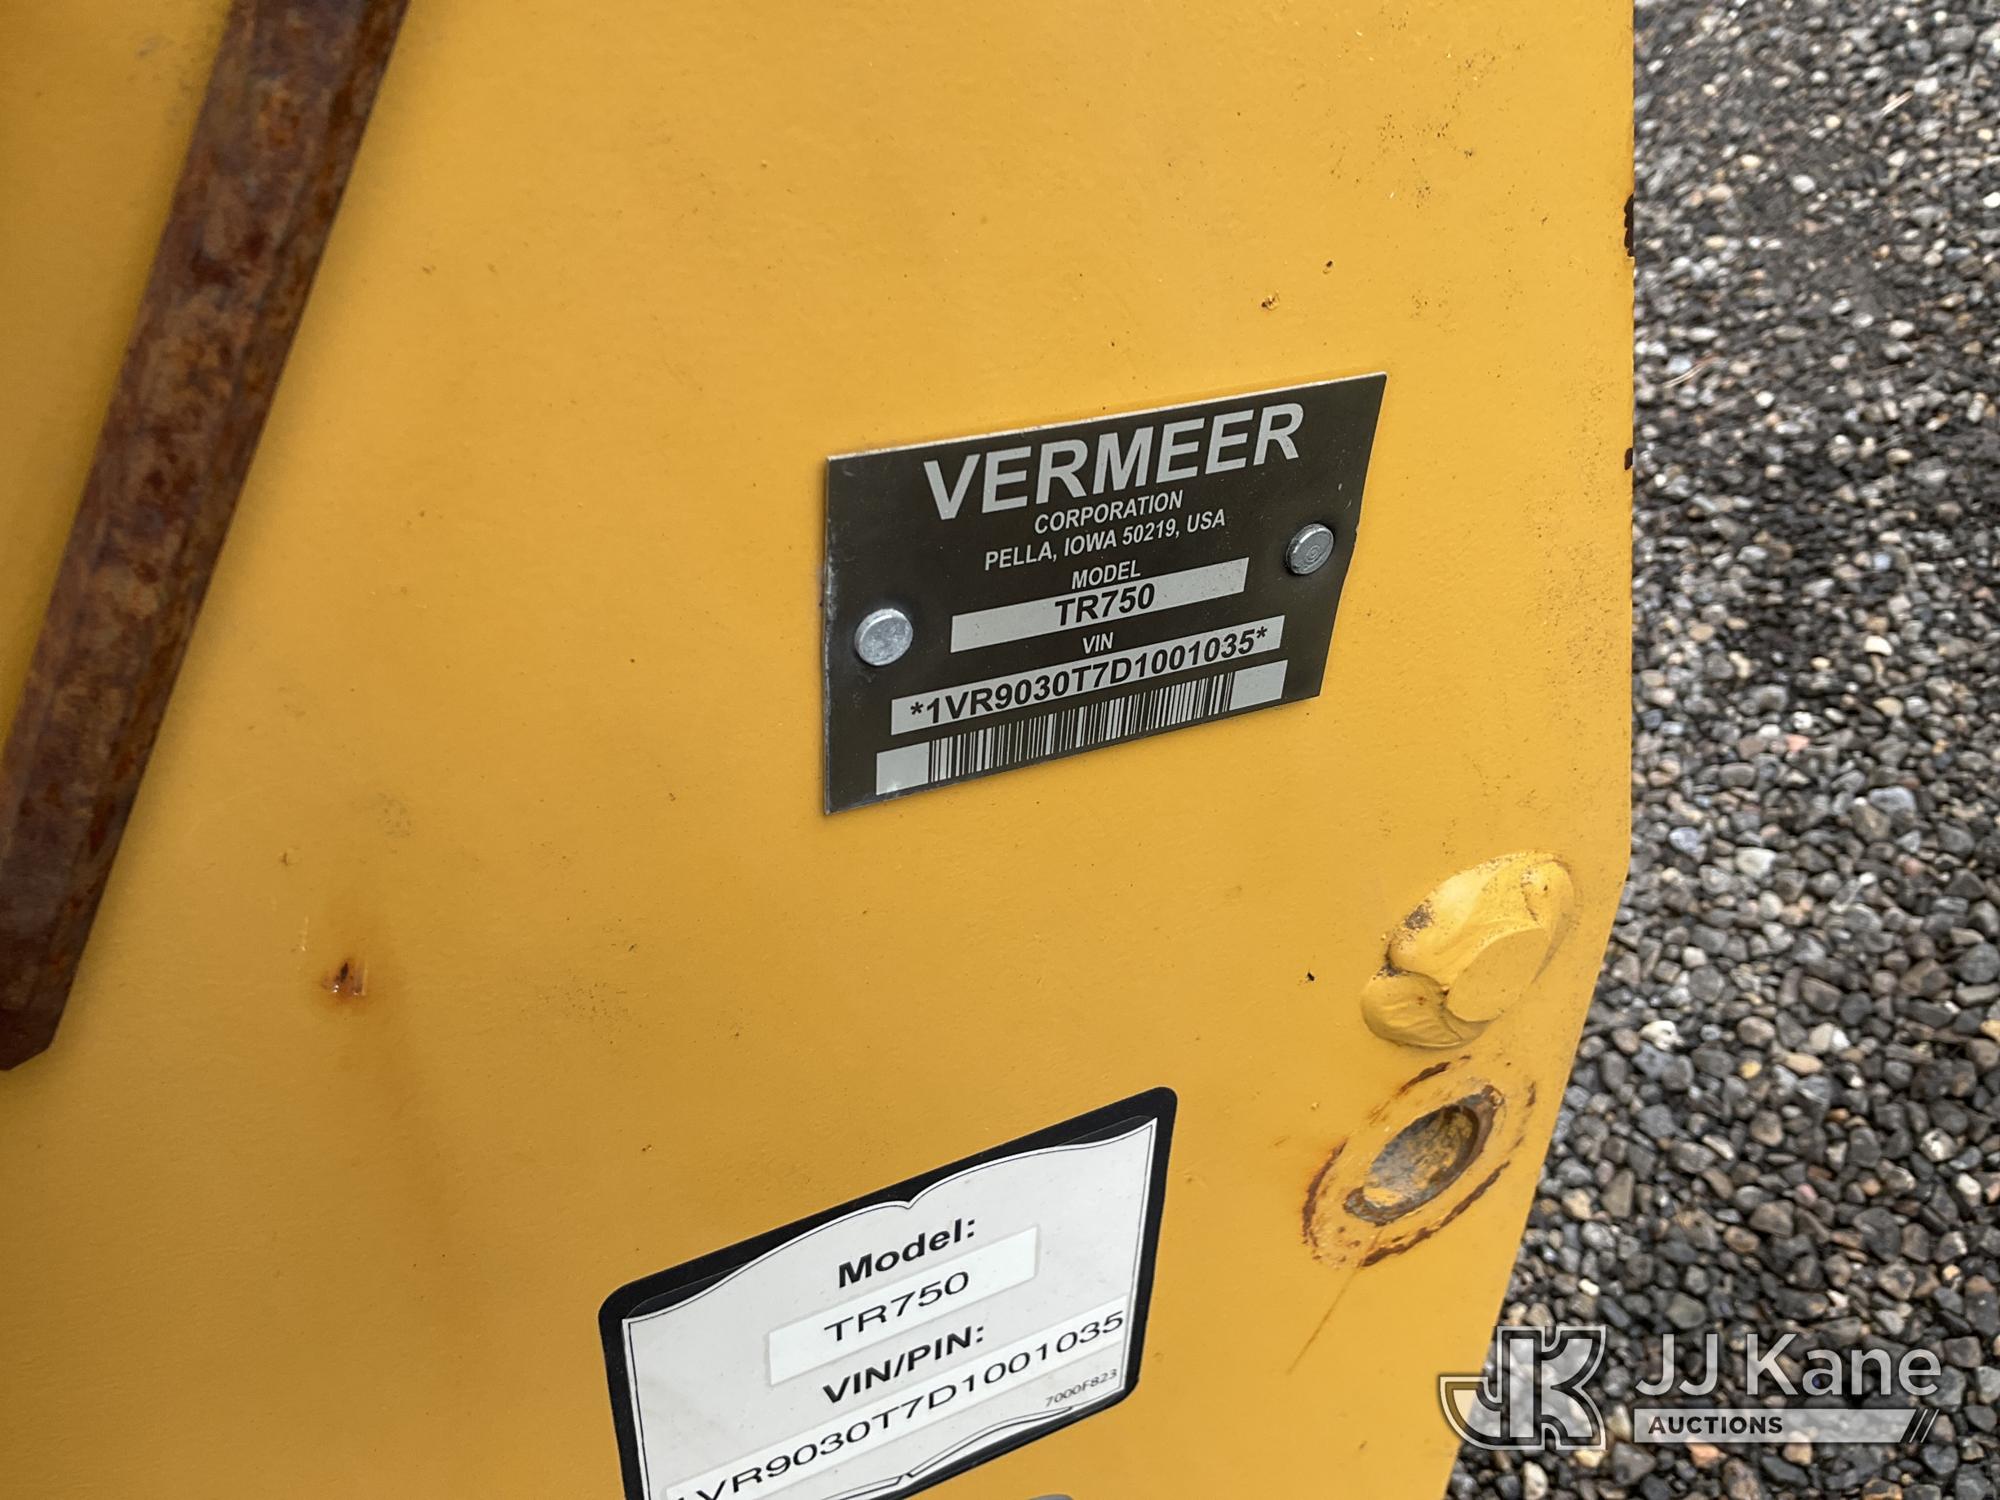 VERMEER
CORPORATION
PELLA, IOWA 50219, USA
MODEL
TR750
VIN
*1VR9030T7D1001035*
Model:
TR750
VIN/PIN:
1VR9030T7D1001035
7000F823
JJ Kane
AUCTIONS